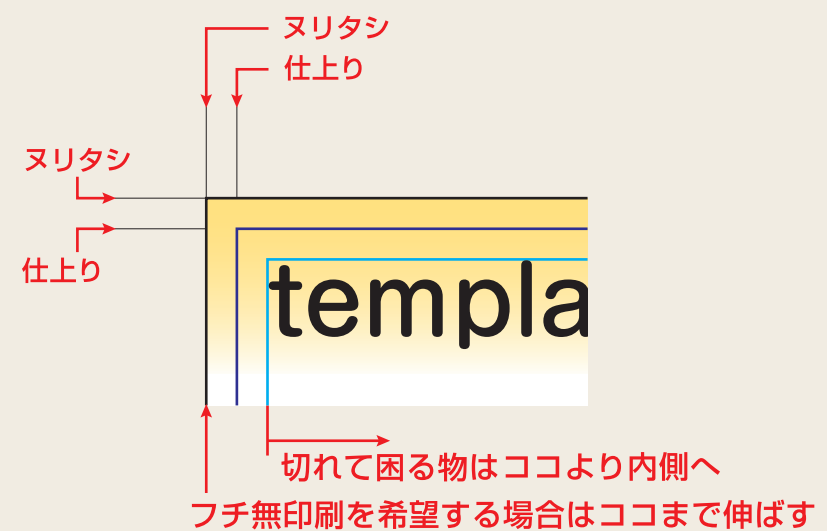 ヌリタシ
仕上り
ヌリタシ
仕上り
templa
切れて困る物はココより内側へ
フチ無印刷を希望する場合はココまで伸ばす